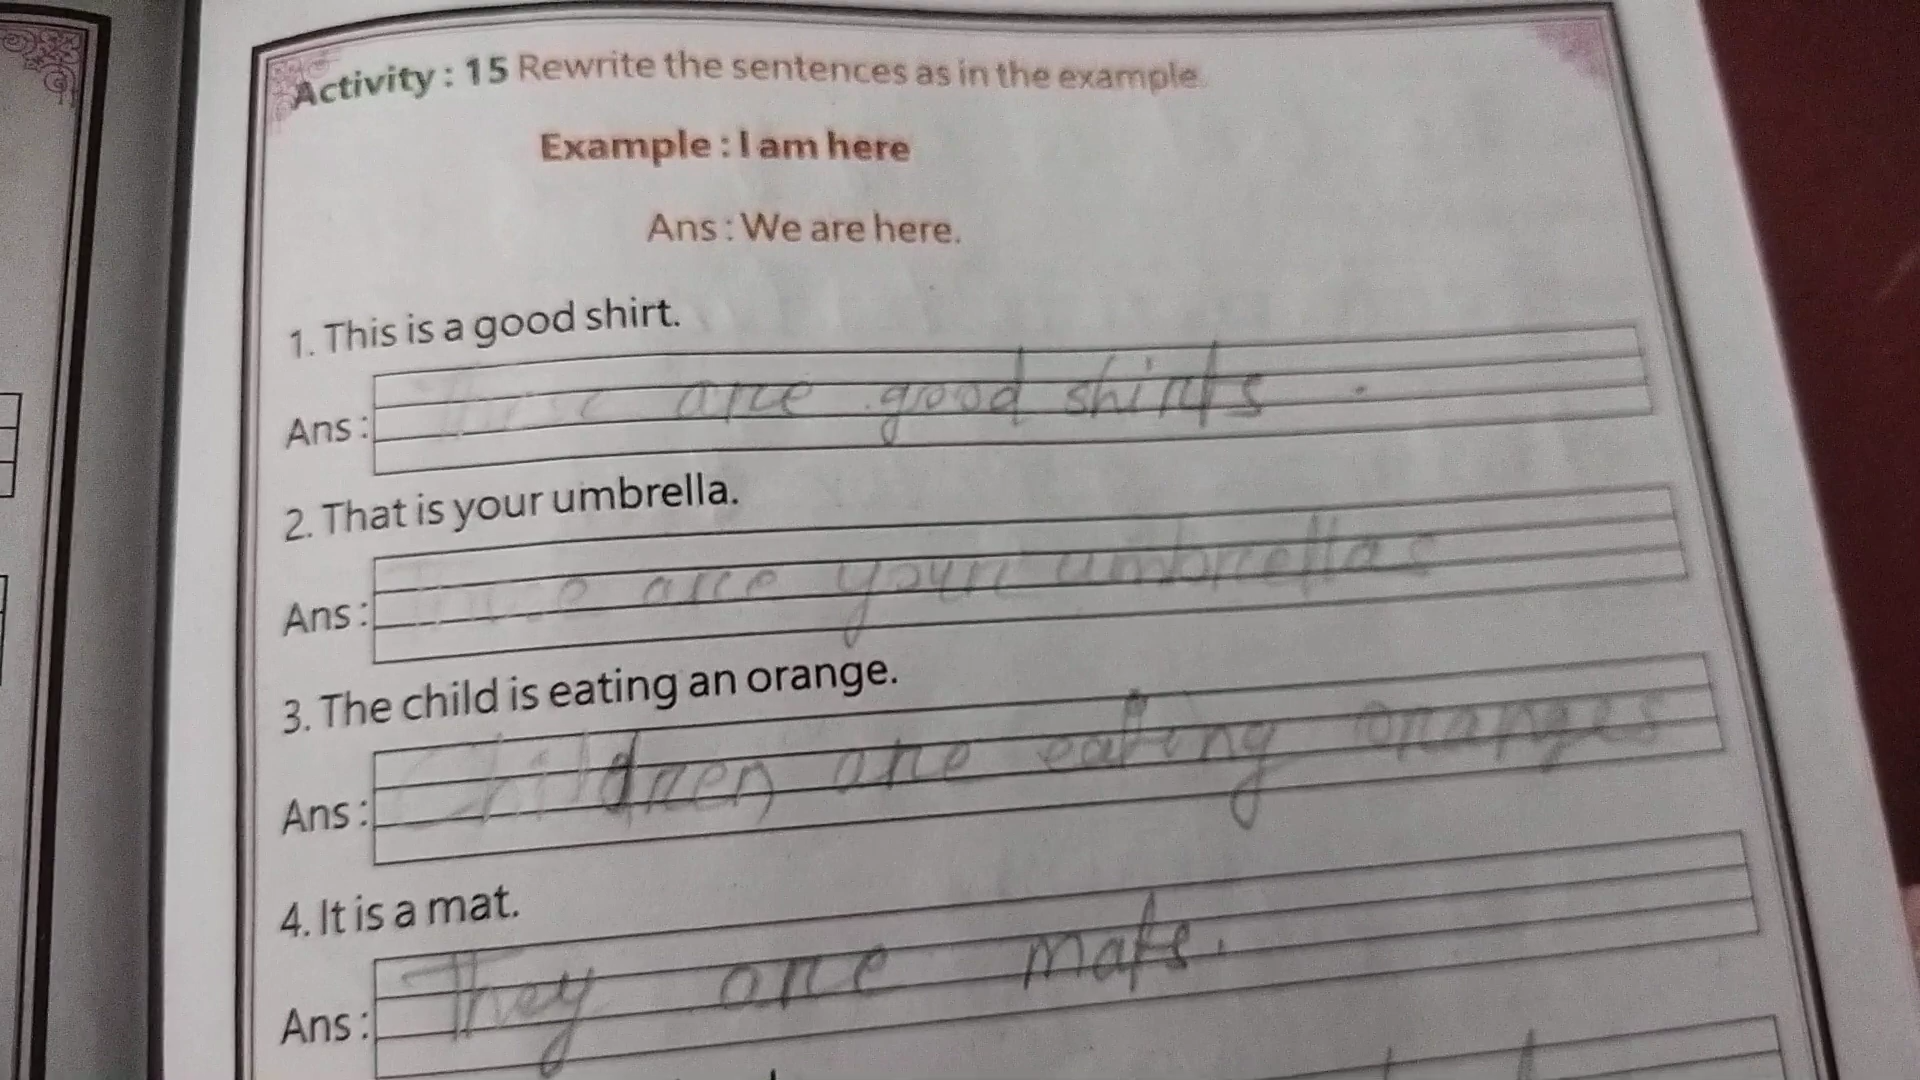 Activity : 15 Rewrite the sentences as in the example.
Example : I am here
Ans : We are here.
1. This is a good shirt.
Ans : are good shirts .
2. That is your umbrella.
Ans : are your umbrellas
3. The child is eating an orange.
Ans : Children are eating oranges
4. It is a mat.
Ans : They are mats.